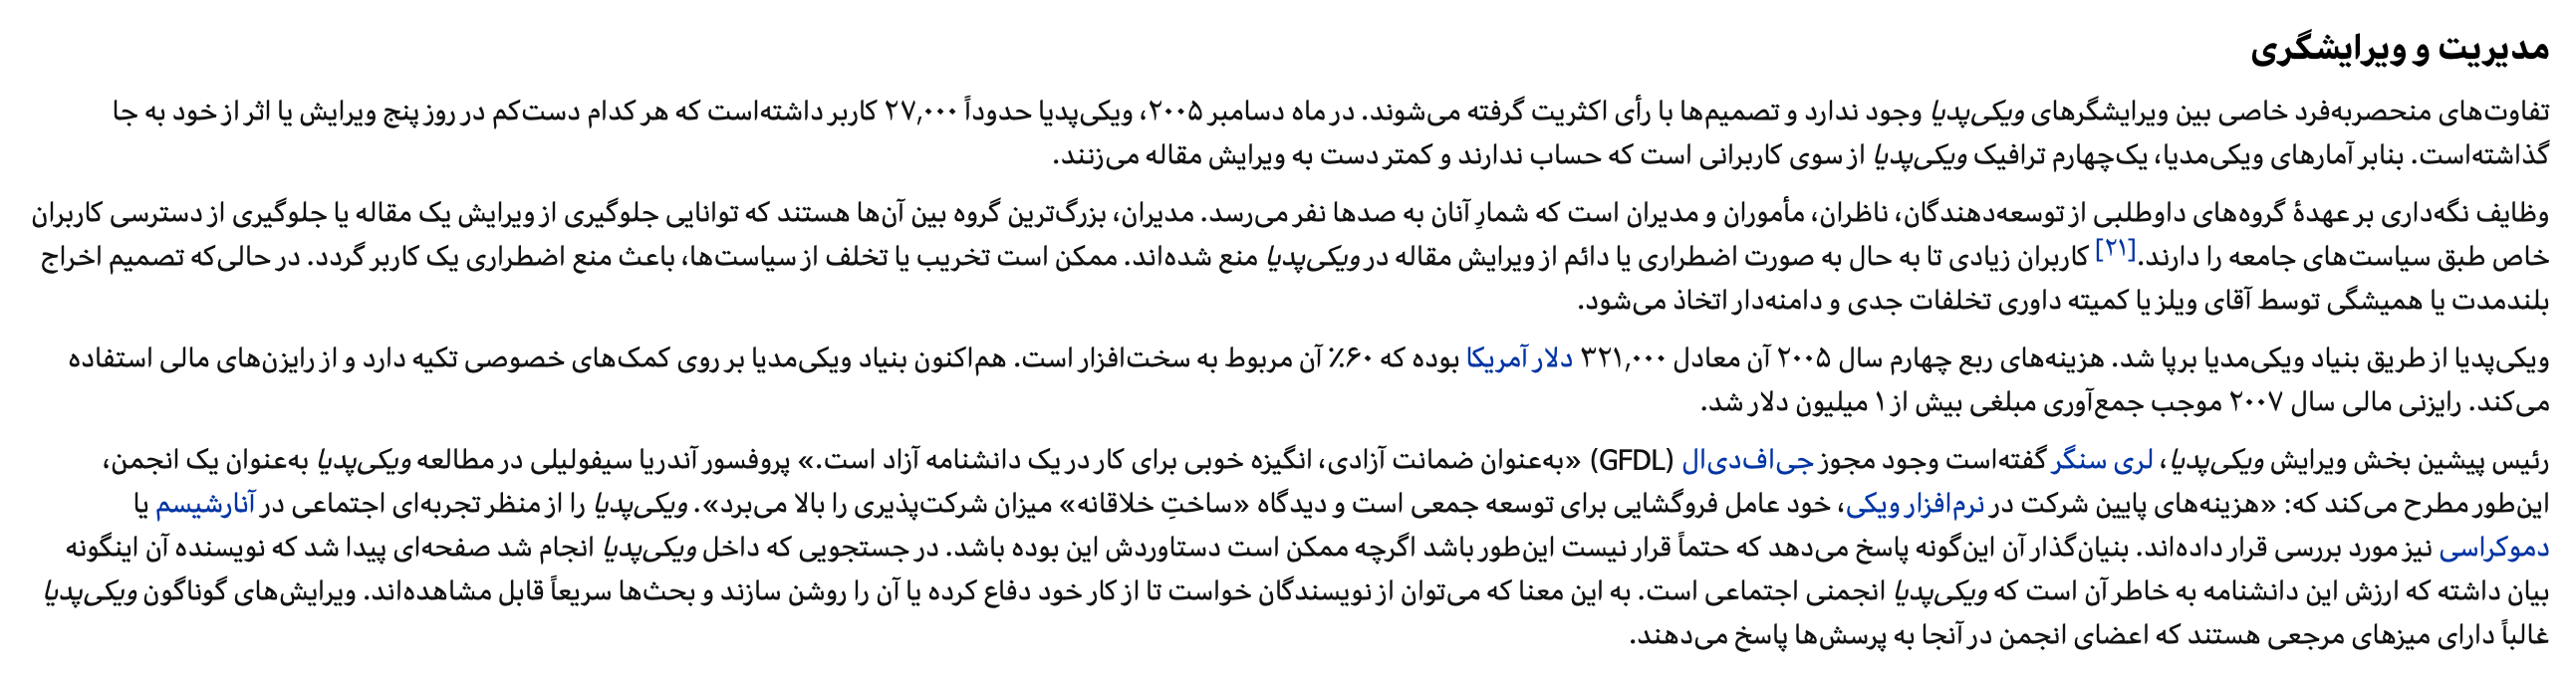 مدیریت و ویرایشگری
تفاوت‌های منحصربه‌فرد خاصی بین ویرایشگرهای ویکی‌پدیا وجود ندارد و تصمیم‌ها با رأی اکثریت گرفته می‌شوند. در ماه دسامبر ۲۰۰۵، ویکی‌پدیا حدوداً ۲۷٬۰۰۰ کاربر داشته‌است که هر کدام دست‌کم در روز پنج ویرایش یا اثر از خود به جا
گذاشته‌است. بنابر آمارهای ویکی‌مدیا، یک‌چهارم ترافیک ویکی‌پدیا از سوی کاربرانی است که حساب ندارند و کمتر دست به ویرایش مقاله می‌زنند.
وظایف نگه‌داری بر عهدهٔ گروه‌های داوطلبی از توسعه‌دهندگان، ناظران، مأموران و مدیران است که شمارِ آنان به صدها نفر می‌رسد. مدیران، بزرگ‌ترین گروه بین آن‌ها هستند که توانایی جلوگیری از ویرایش یک مقاله یا جلوگیری از دسترسی کاربران
خاص طبق سیاست‌های جامعه را دارند.[۲۱] کاربران زیادی تا به حال به صورت اضطراری یا دائم از ویرایش مقاله در ویکی‌پدیا منع شده‌اند. ممکن است تخریب یا تخلف از سیاست‌ها، باعث منع اضطراری یک کاربر گردد. در حالی‌که تصمیم اخراج
بلندمدت یا همیشگی توسط آقای ویلز یا کمیته داوری تخلفات جدی و دامنه‌دار اتخاذ می‌شود.
ویکی‌پدیا از طریق بنیاد ویکی‌مدیا برپا شد. هزینه‌های ربع چهارم سال ۲۰۰۵ آن معادل ۳۲۱٬۰۰۰ دلار آمریکا بوده که ۶۰٪ آن مربوط به سخت‌افزار است. هم‌اکنون بنیاد ویکی‌مدیا بر روی کمک‌های خصوصی تکیه دارد و از رایزن‌های مالی استفاده
می‌کند. رایزنی مالی سال ۲۰۰۷ موجب جمع‌آوری مبلغی بیش از ۱ میلیون دلار شد.
رئیس پیشین بخش ویرایش ویکی‌پدیا، لری سنگر گفته‌است وجود مجوز جی‌اف‌دی‌ال (GFDL) «به‌عنوان ضمانت آزادی، انگیزه خوبی برای کار در یک دانشنامه آزاد است.» پروفسور آندریا سیفولیلی در مطالعه ویکی‌پدیا به‌عنوان یک انجمن،
این‌طور مطرح می‌کند که: «هزینه‌های پایین شرکت در نرم‌افزار ویکی، خود عامل فروگشایی برای توسعه جمعی است و دیدگاه «ساختِ خلاقانه» میزان شرکت‌پذیری را بالا می‌برد». ویکی‌پدیا را از منظر تجربه‌ای اجتماعی در آنارشیسم یا
دموکراسی نیز مورد بررسی قرار داده‌اند. بنیان‌گذار آن این‌گونه پاسخ می‌دهد که حتماً قرار نیست این‌طور باشد اگرچه ممکن است دستاوردش این بوده باشد. در جستجویی که داخل ویکی‌پدیا انجام شد صفحه‌ای پیدا شد که نویسنده آن اینگونه
بیان داشته که ارزش این دانشنامه به خاطر آن است که ویکی‌پدیا انجمنی اجتماعی است. به این معنا که می‌توان از نویسندگان خواست تا از کار خود دفاع کرده یا آن را روشن سازند و بحث‌ها سریعاً قابل مشاهده‌اند. ویرایش‌های گوناگون ویکی‌پدیا
غالباً دارای میزهای مرجعی هستند که اعضای انجمن در آنجا به پرسش‌ها پاسخ می‌دهند.